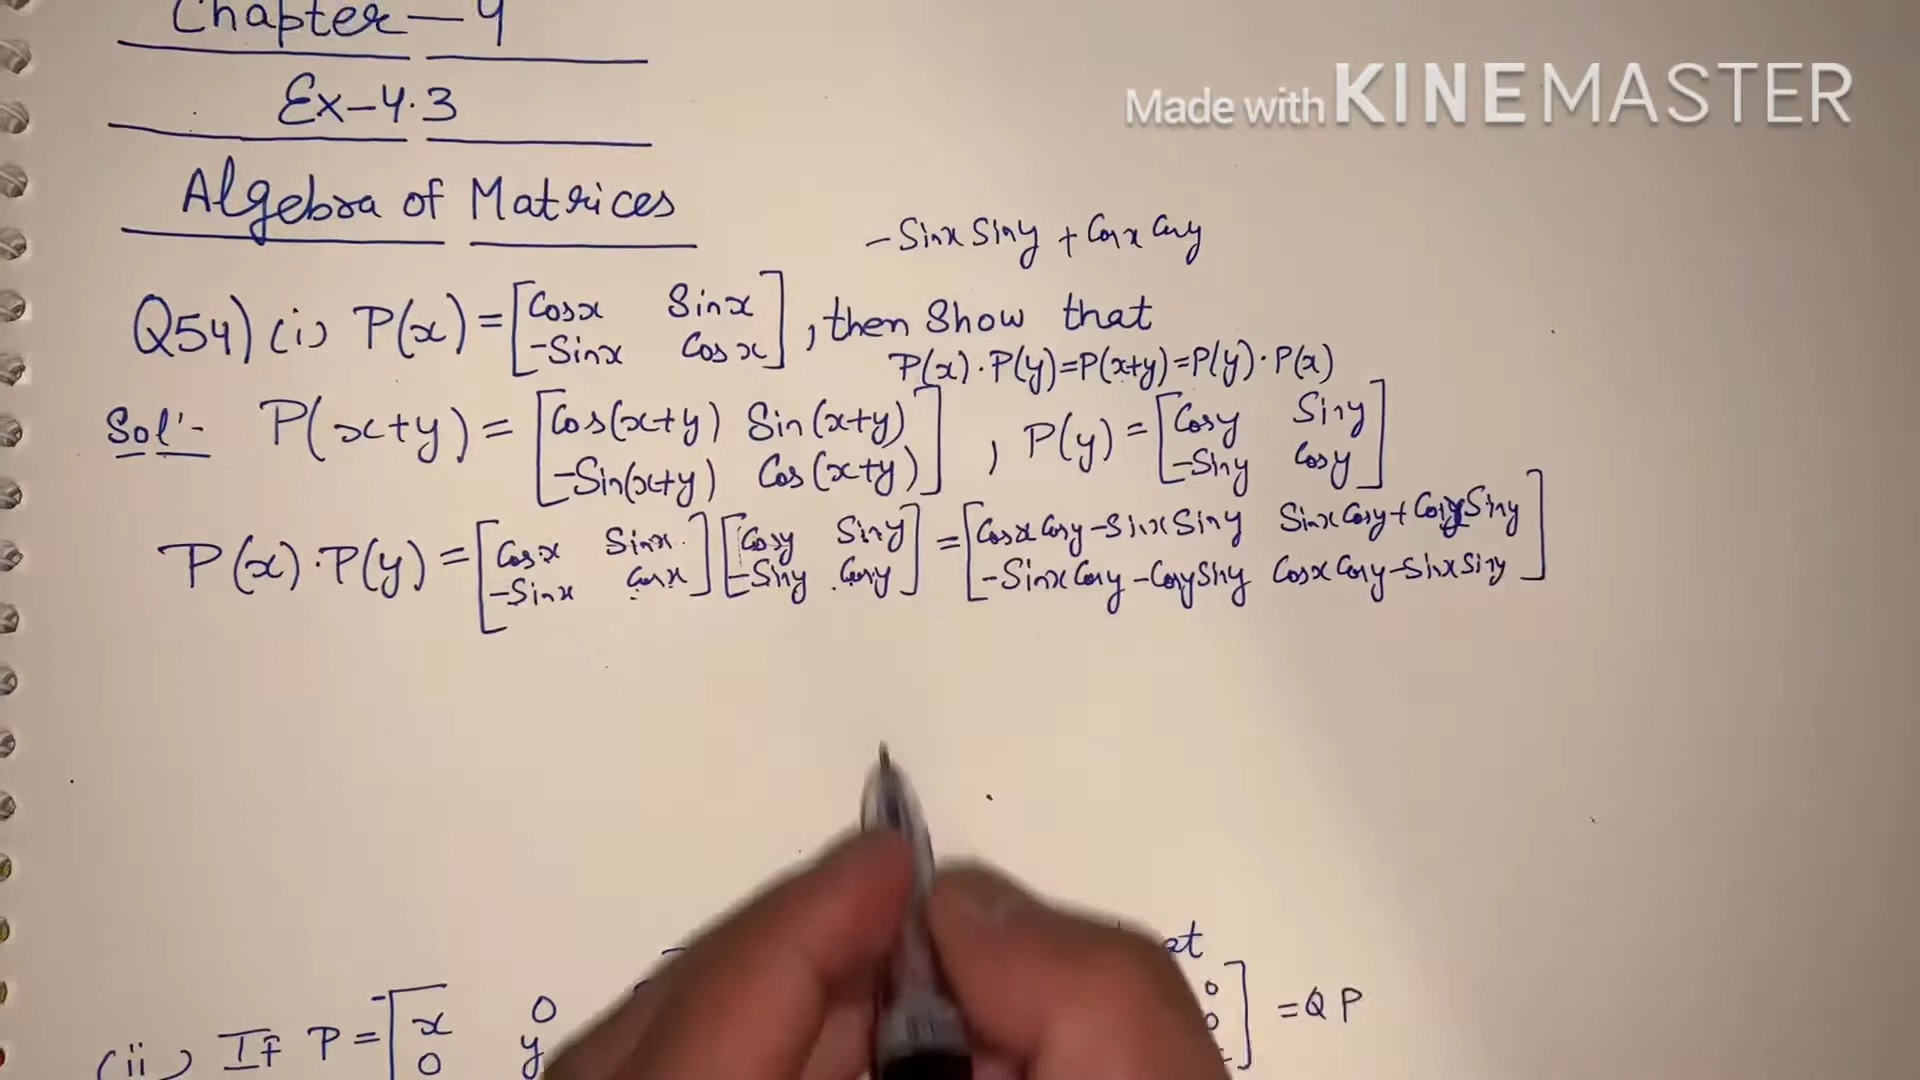 Chapter-4
Made with KINEMASTER
Ex-4.3
Algebra of Matrices
-Sinx Siny + Cosx Cosy
Q54) (i) P(x) = [Cosx Sinx
-Sinx Cosx], then Show that
P(x)·P(y)=P(x+y)=P(y)·P(x)
Sol':- P(x+y) = [Cos(x+y) Sin(x+y)
-Sin(x+y) Cos(x+y)], P(y) = [Cosy Siny
-Siny Cosy]
P(x)·P(y) = [Cosx Sinx
-Sinx Cosx] [Cosy Siny
-Siny Cosy] = [Cosx Cosy-Sinx Siny Sinx Cosy+ Siny
-Sinx Cosy -Cosy Siny Cosx Cosy-Sinx Siny]
(ii) If P = [x 0
0 y
0
0
] =QP